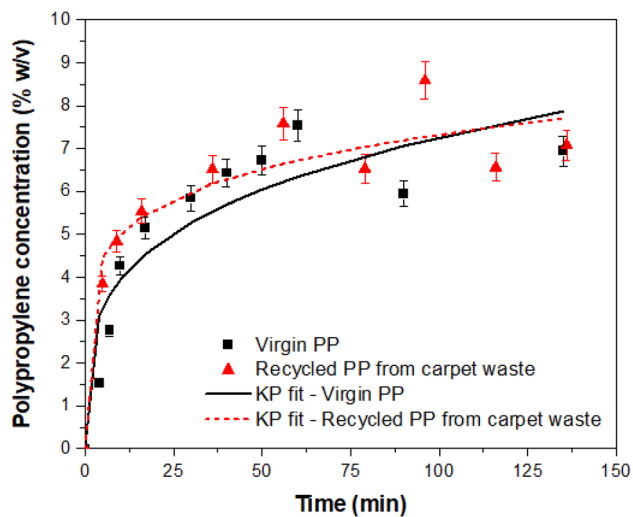 Polypropylene concentration (% w/v)
10
9
8
7
6
5
4
3
2
1
0
Virgin PP
Recycled PP from carpet waste
KP fit - Virgin PP
KP fit - Recycled PP from carpet waste
0 25 50 75 100 125 150
Time (min)